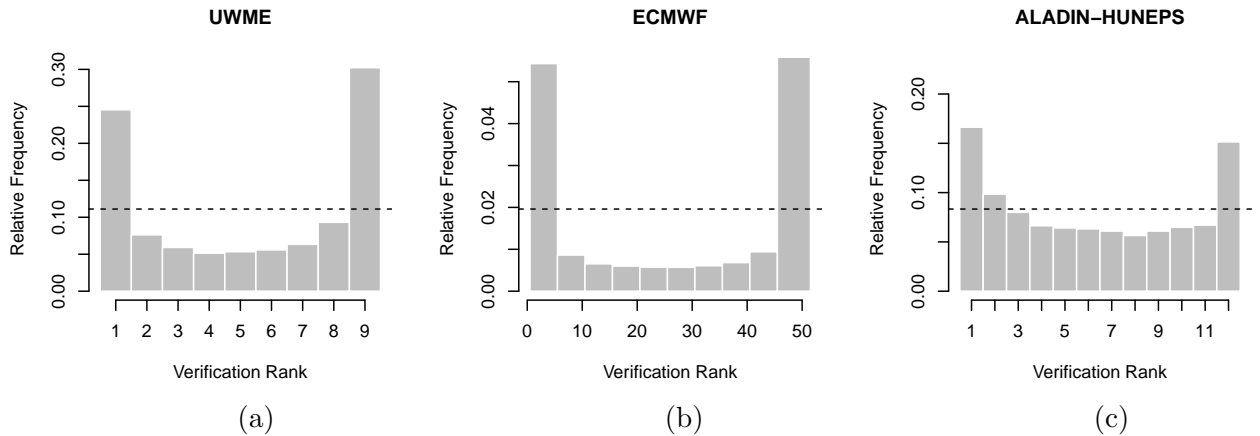 UWME
Relative Frequency
0.00 0.10 0.20 0.30
1 2 3 4 5 6 7 8 9
Verification Rank
(a)
ECMWF
Relative Frequency
0.00 0.02 0.04
0 10 20 30 40 50
Verification Rank
(b)
ALADIN−HUNEPS
Relative Frequency
0.00 0.10 0.20
1 3 5 7 9 11
Verification Rank
(c)